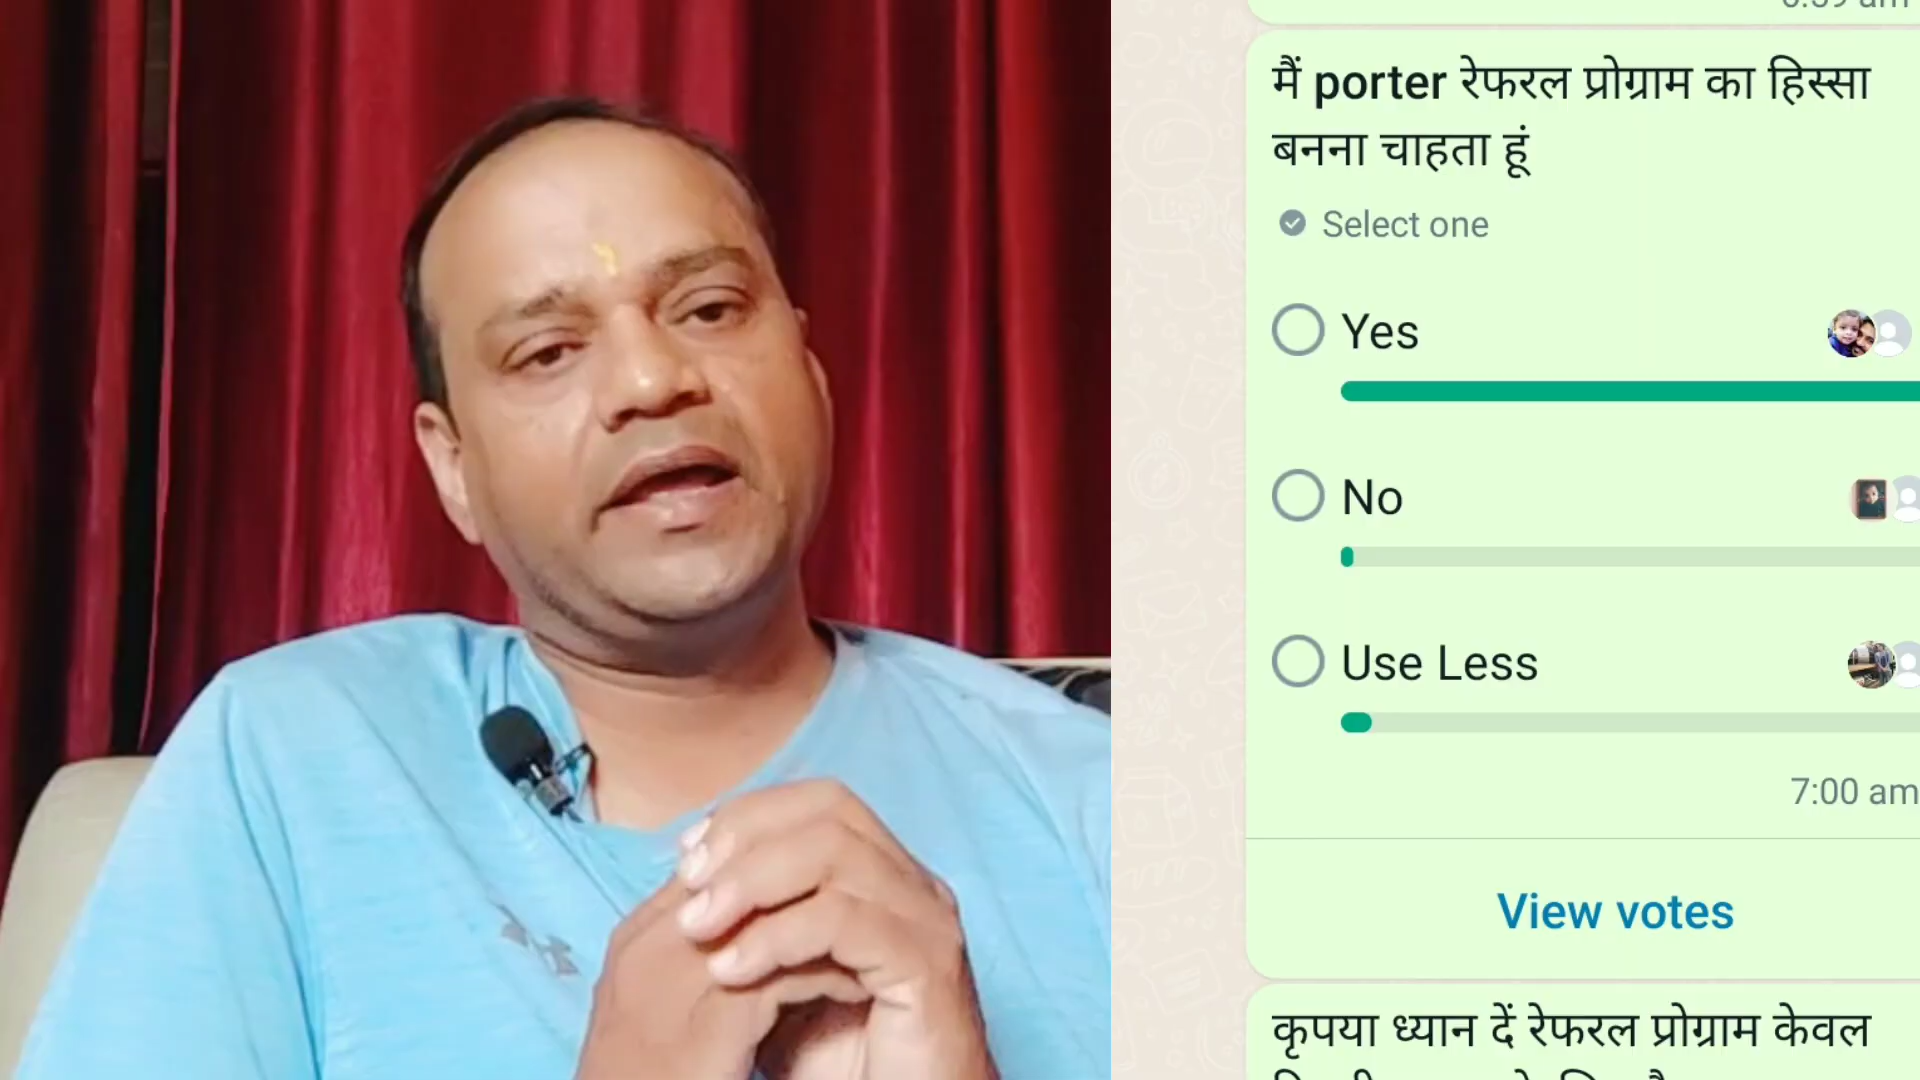 मैं porter रेफरल प्रोग्राम का हिस्सा
बनना चाहता हूं
Select one
Yes
No
Use Less
7:00 am
View votes
कृपया ध्यान दें रेफरल प्रोग्राम केवल